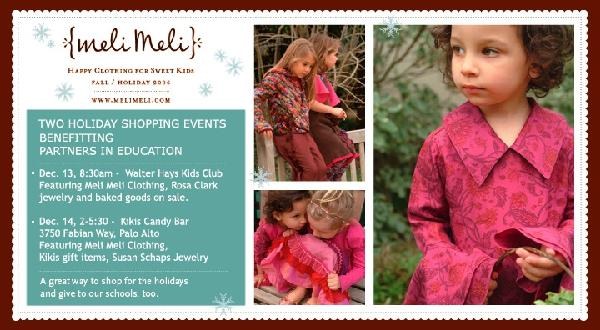 {meli Meli}
HAPPY CLOTHING FOR SWEET KIDS
FALL / HOLIDAY
WWW.MELIMELI.COM
TWO HOLIDAY SHOPPING EVENTS
BENEFITTING
PARTNERS IN EDUCATION
• Dec. 13, 8:30am - Walter Hays Kids Club
Featuring Meli Meli Clothing, Rosa Clark
jewelry and baked goods on sale.
• Dec. 14, 2-5:30 - Kikis Candy Bar
3750 Fabian Way, Palo Alto
Featuring Meli Meli Clothing,
Kikis gift items, Susan Schaps Jewelry
A great way to shop for the holidays
and give to our schools, too.